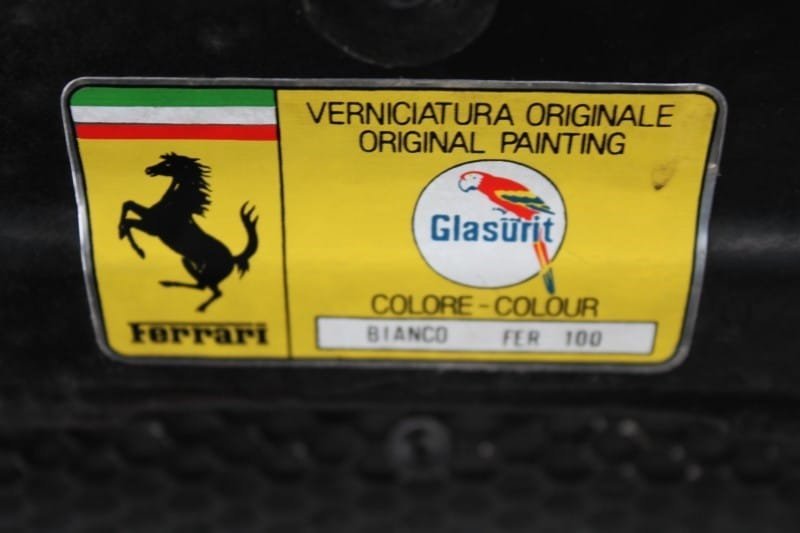 VERNICIATURA ORIGINALE
ORIGINAL PAINTING
Glasurit
COLORE-COLOUR
BIANCO FER 100
Ferrari